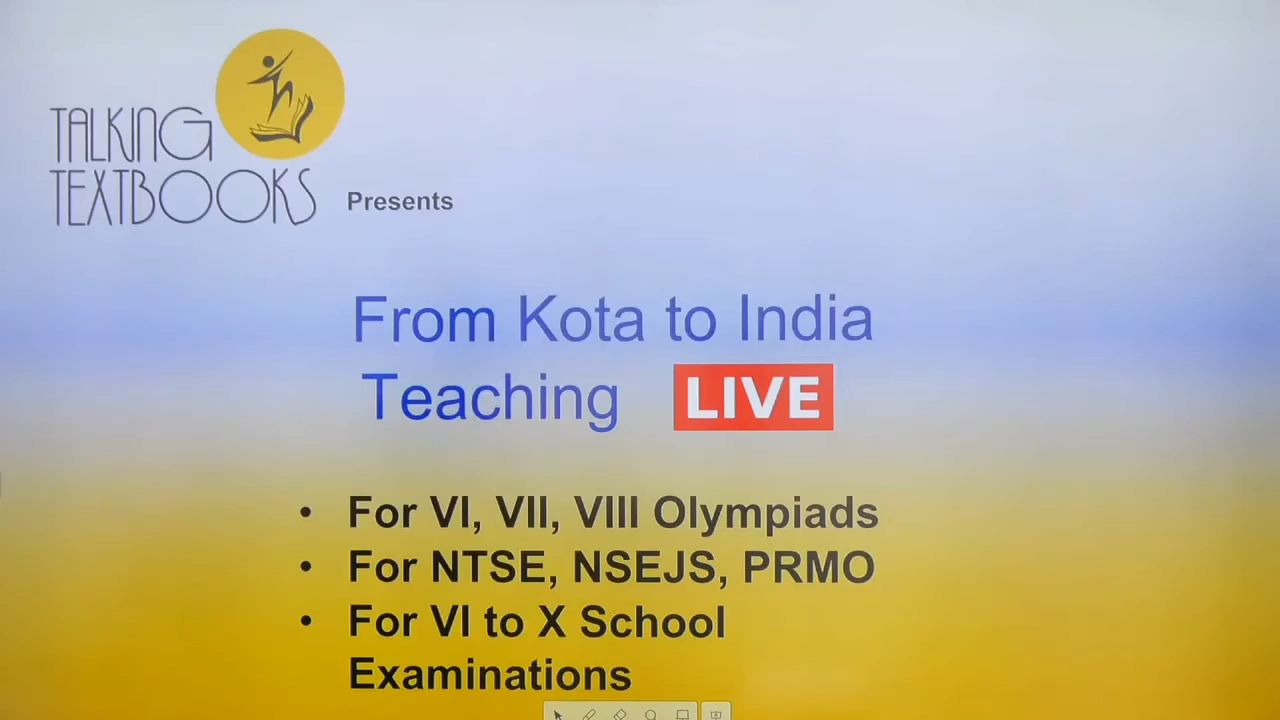 TALKING
TEXTBOOKS
Presents
From Kota to India
Teaching LIVE
• For VI, VII, VIII Olympiads
• For NTSE, NSEJS, PRMO
• For VI to X School
Examinations